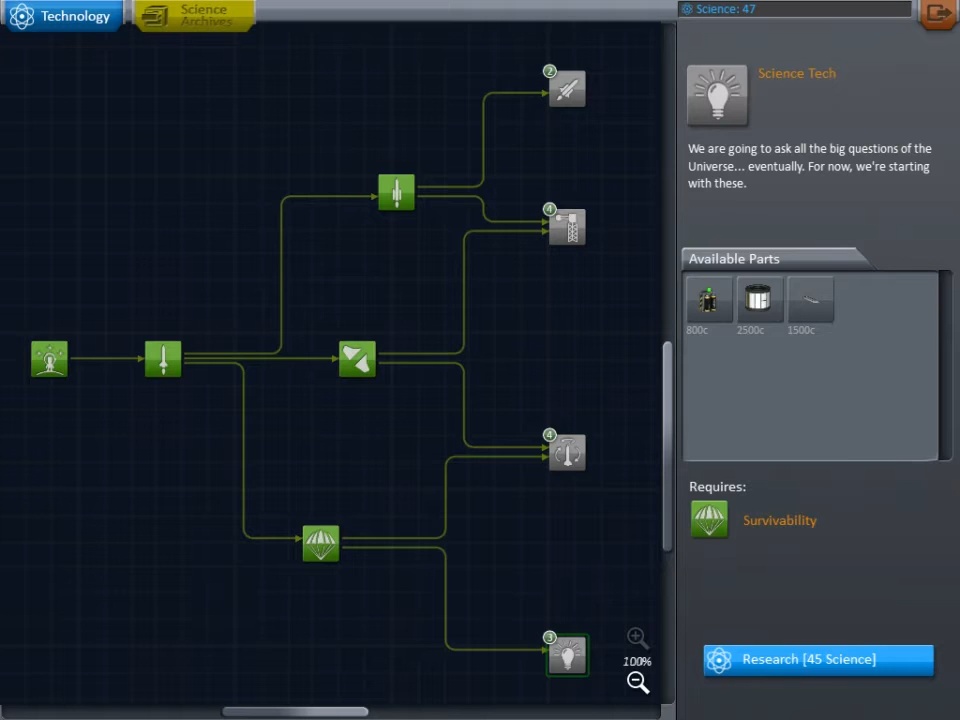 Technology
Science
Archives
Science: 47
Science Tech
We are going to ask all the big questions of the
Universe... eventually. For now, we're starting
with these.
Available Parts
800c
2500c
1500c
Requires:
Survivability
Research [45 Science]
2
4
4
3
100%